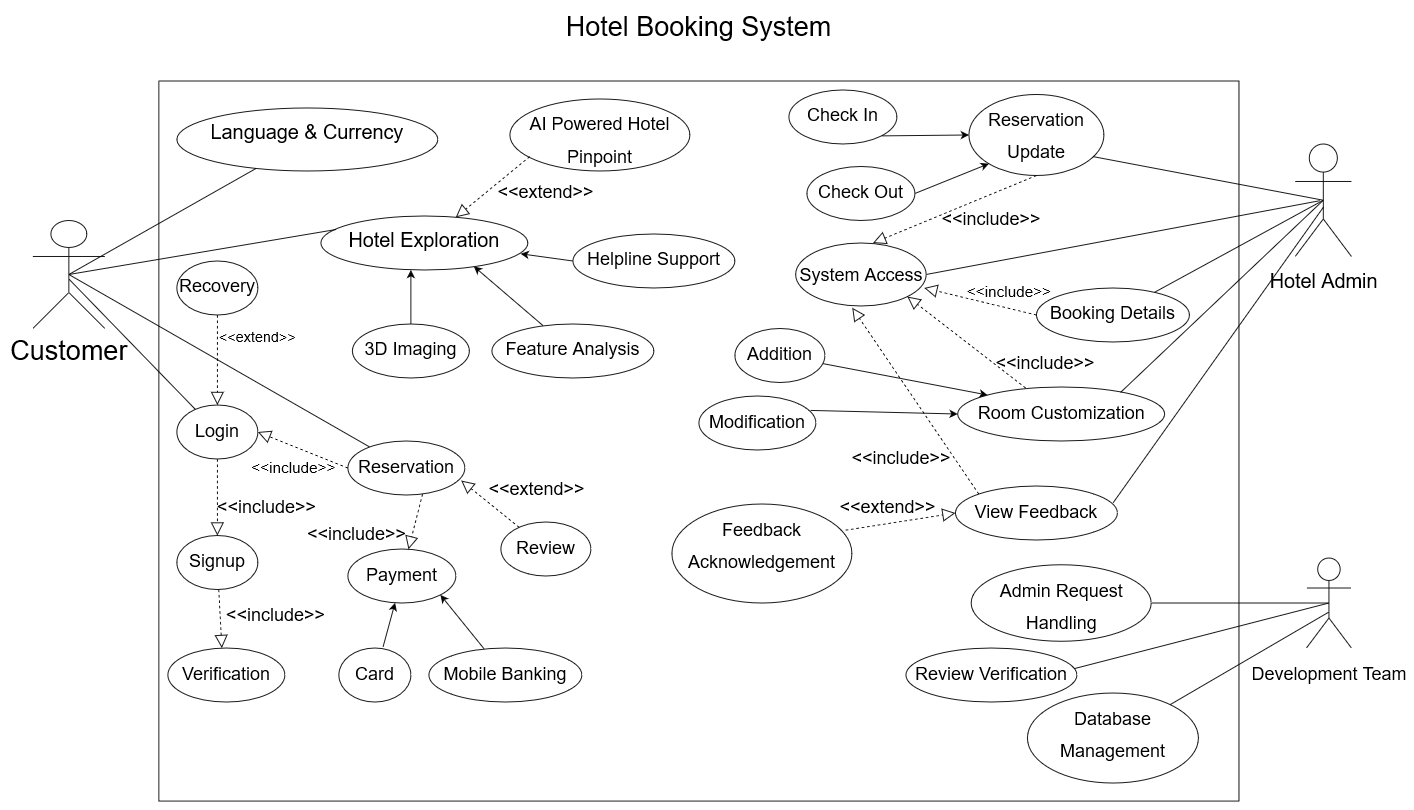 Hotel Booking System
Language & Currency
AI Powered Hotel
Pinpoint
<<extend>>
Hotel Exploration
Helpline Support
3D Imaging
Feature Analysis
Customer
Recovery
<<extend>>
Login
<<include>>
Reservation
<<include>>
<<extend>>
<<include>>
Signup
Payment
Review
<<include>>
Verification
Card
Mobile Banking
Check In
Reservation
Update
Check Out
<<include>>
System Access
<<include>>
Booking Details
Hotel Admin
Addition
<<include>>
Modification
Room Customization
<<include>>
<<extend>>
View Feedback
Feedback
Acknowledgement
Admin Request
Handling
Review Verification
Development Team
Database
Management